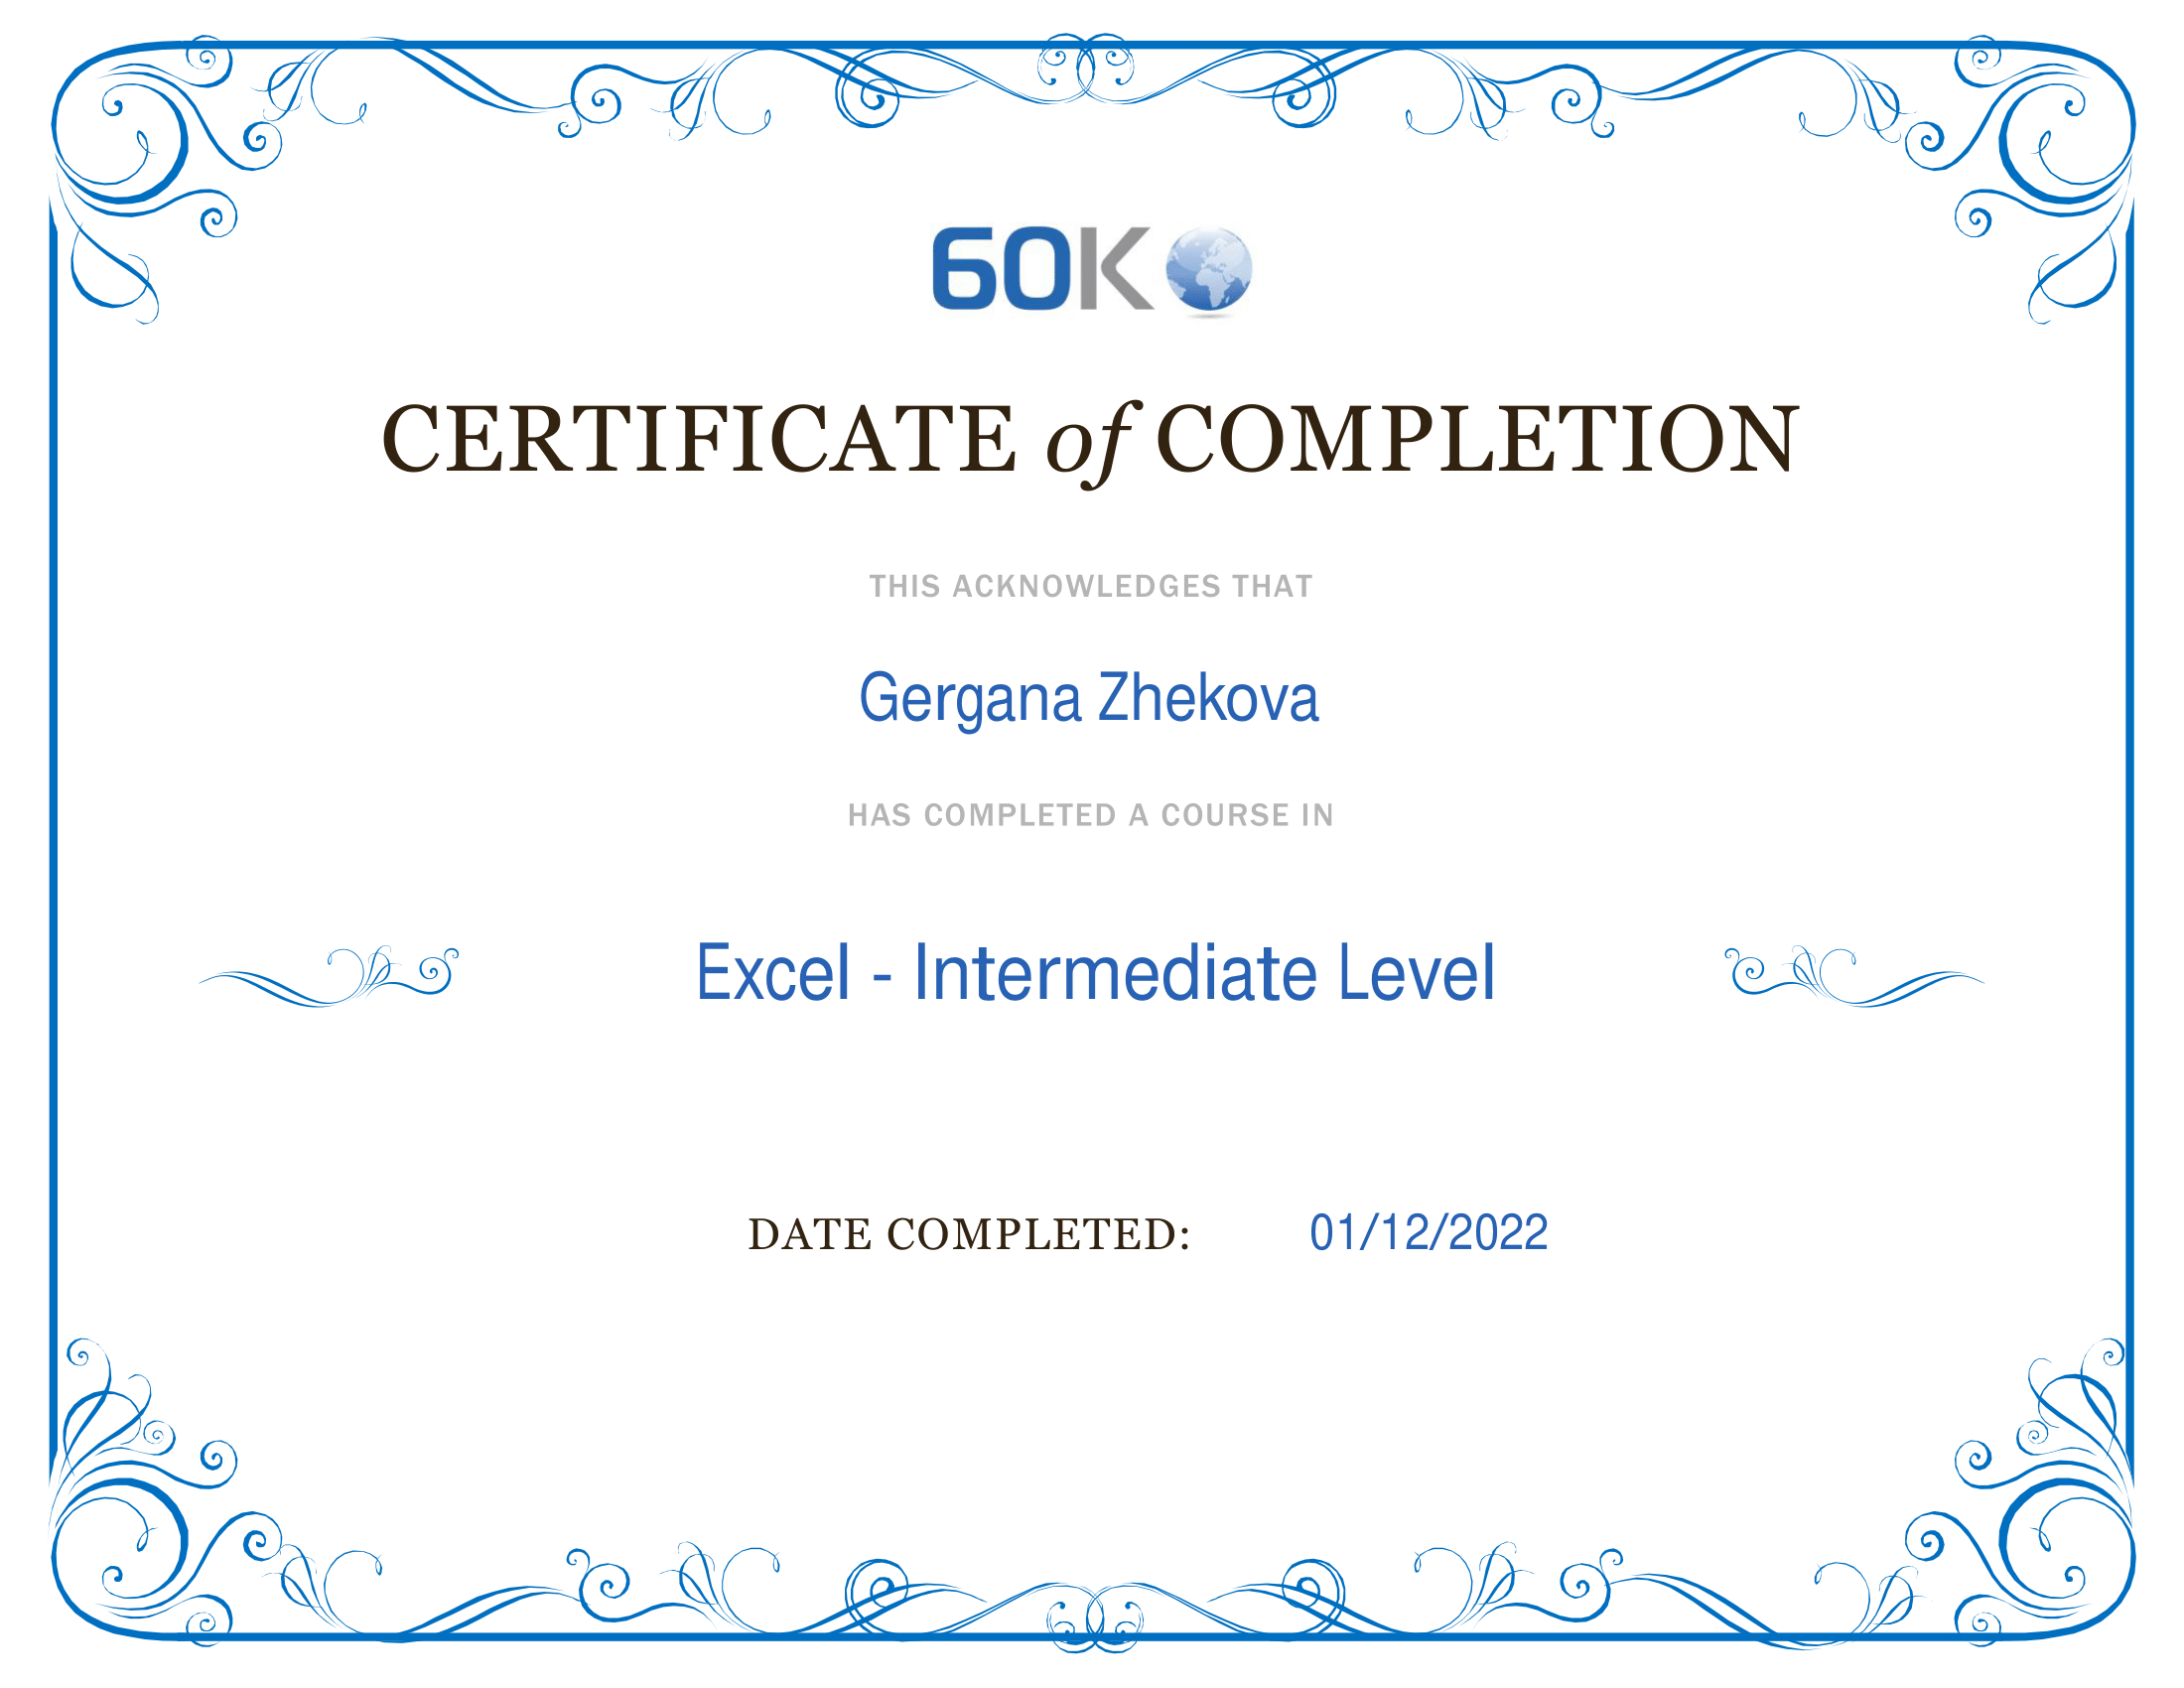 60K
CERTIFICATE of COMPLETION
THIS ACKNOWLEDGES THAT
Gergana Zhekova
HAS COMPLETED A COURSE IN
Excel - Intermediate Level
DATE COMPLETED: 01/12/2022